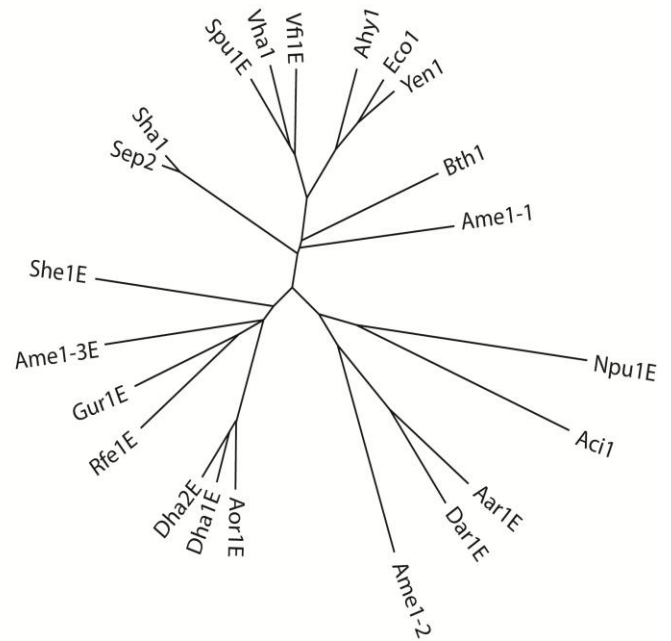 Spu1E
Vha1
Vfi1E
Ahy1
Eco1
Yen1
Sha1
Sep2
Bth1
Ame1-1
She1E
Ame1-3E
Gur1E
Rfe1E
Dha2E
Dha1E
Aor1E
Ame1-2
Dar1E
Aar1E
Aci1
Npu1E